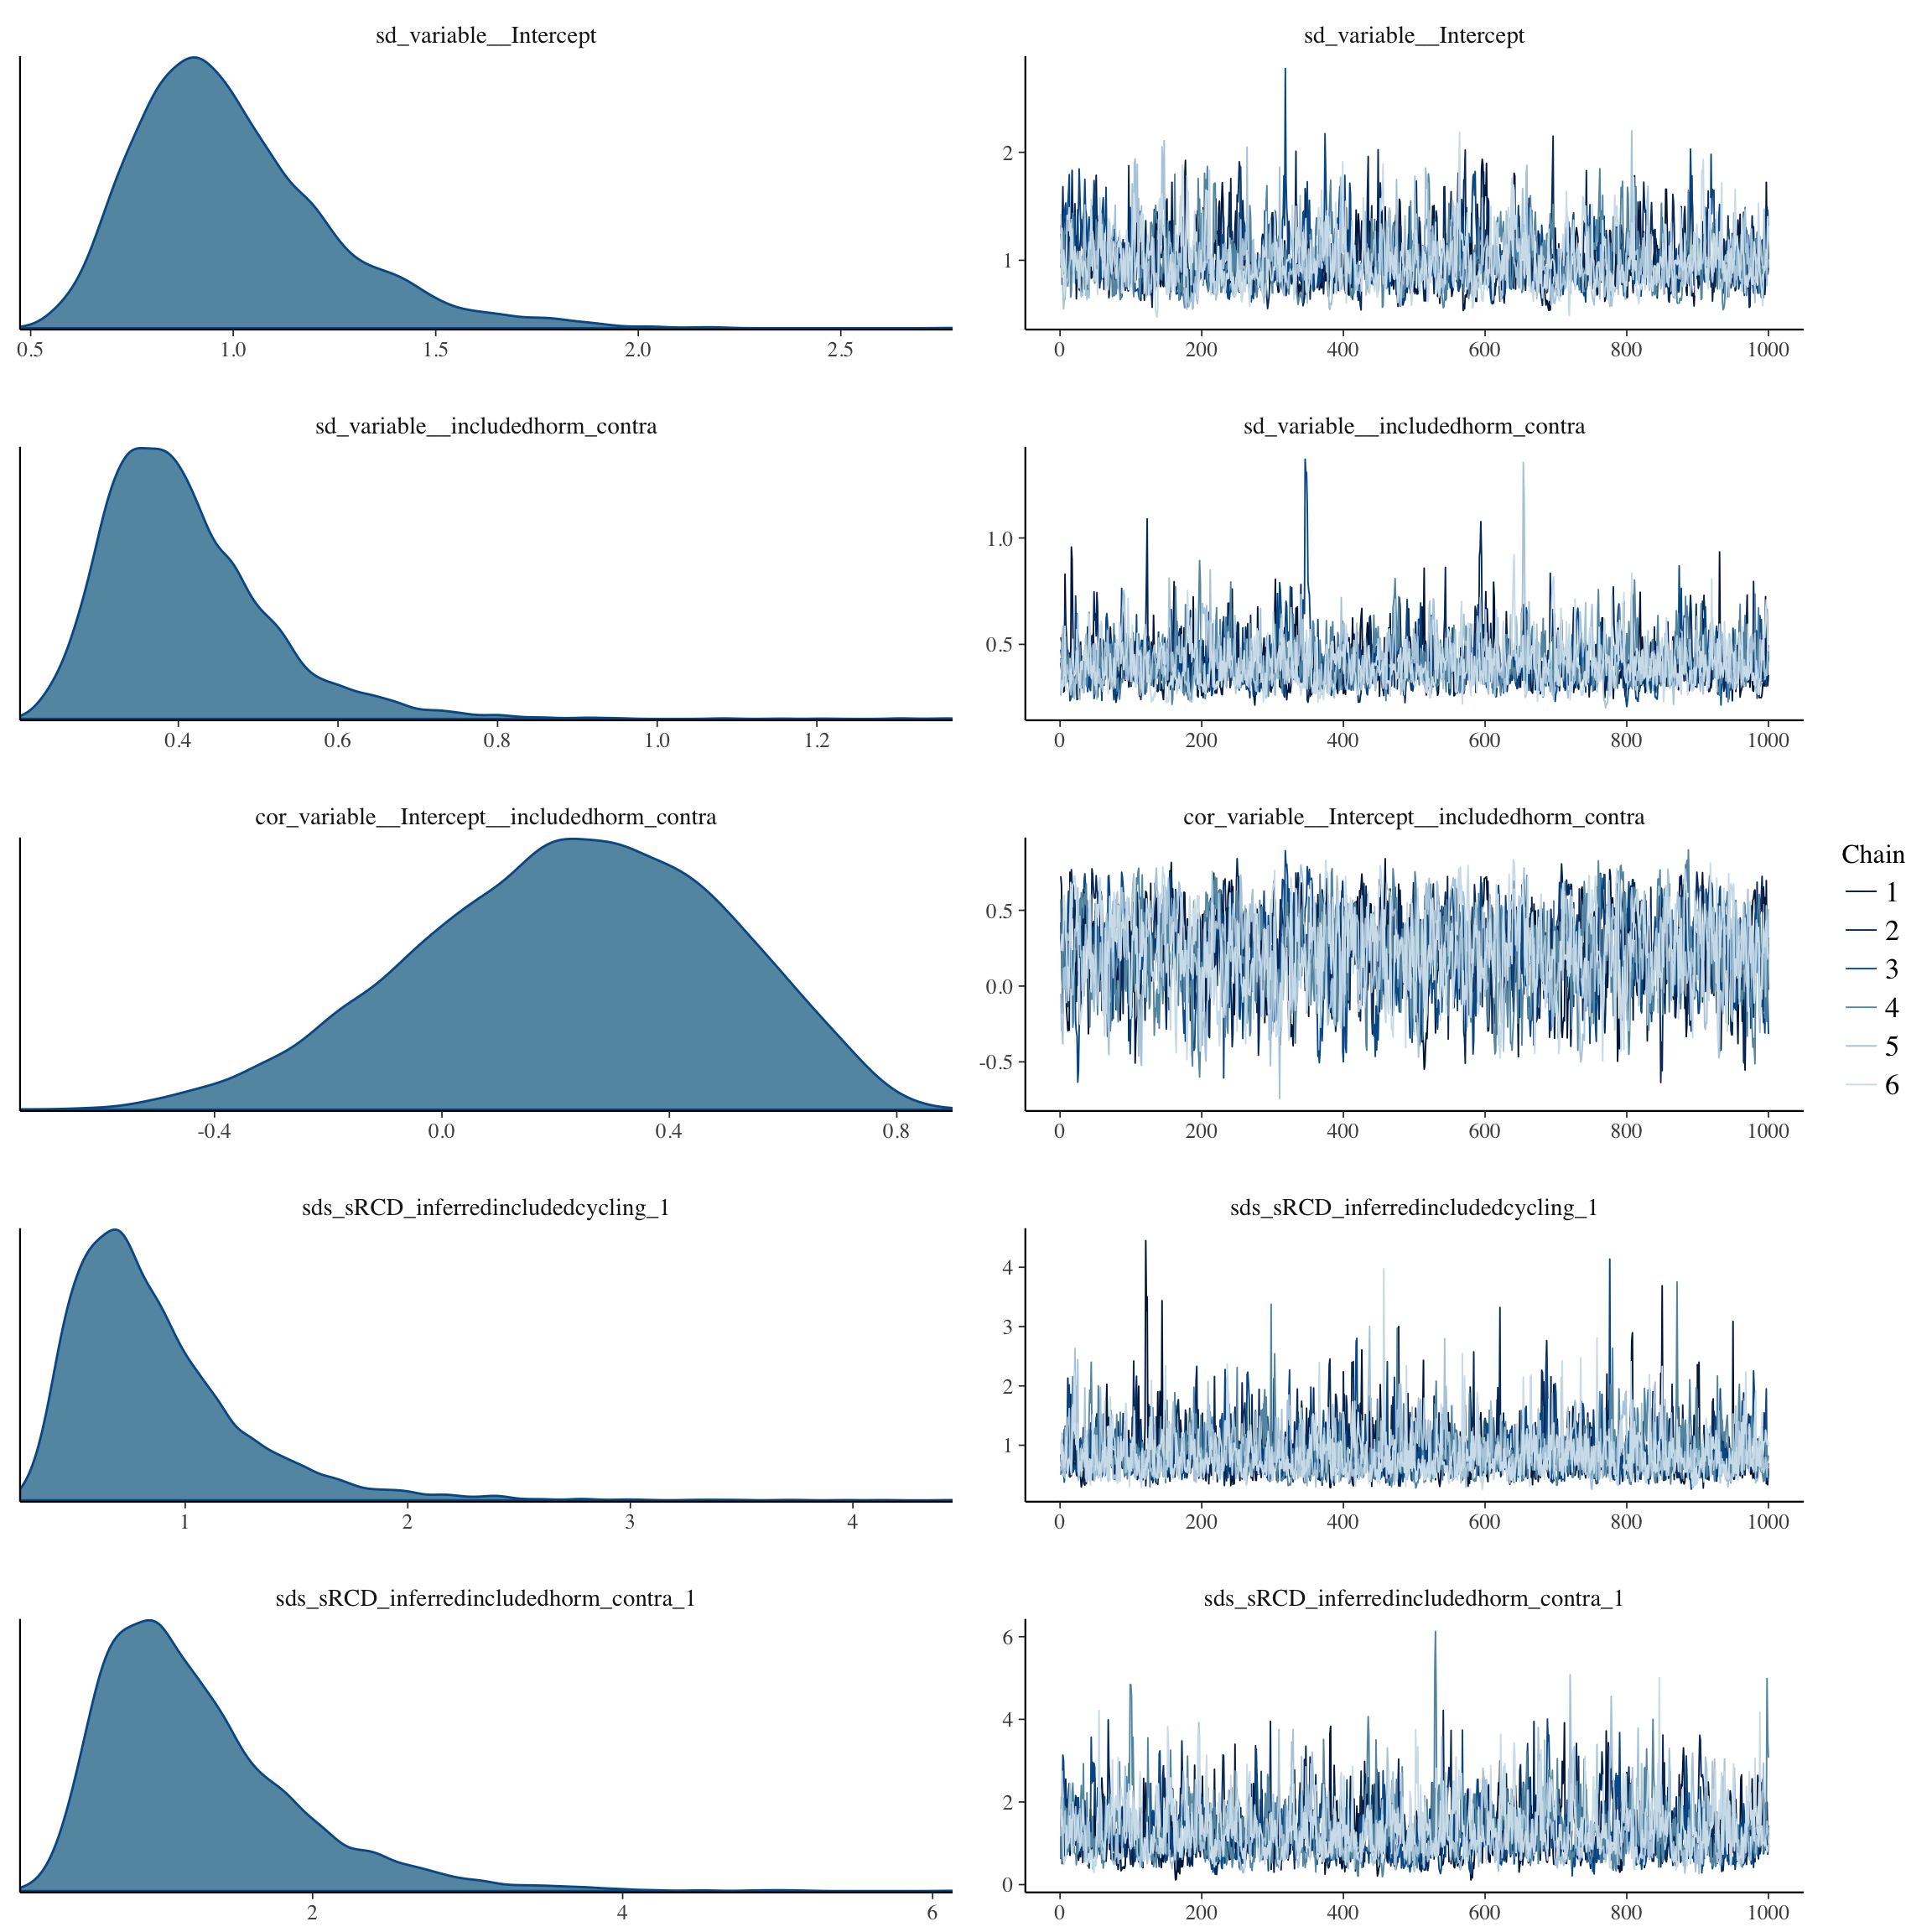 sd_variable__Intercept
sd_variable__Intercept
0.5 1.0 1.5 2.0 2.5
2
1
0 200 400 600 800 1000
sd_variable__includedhorm_contra
sd_variable__includedhorm_contra
0.4 0.6 0.8 1.0 1.2
1.0
0.5
0 200 400 600 800 1000
cor_variable__Intercept__includedhorm_contra
cor_variable__Intercept__includedhorm_contra
-0.4 0.0 0.4 0.8
0.5
0.0
-0.5
0 200 400 600 800 1000
Chain
1
2
3
4
5
6
sds_sRCD_inferredincludedcycling_1
sds_sRCD_inferredincludedcycling_1
1 2 3 4
4
3
2
1
0 200 400 600 800 1000
sds_sRCD_inferredincludedhorm_contra_1
sds_sRCD_inferredincludedhorm_contra_1
2 4 6
6
4
2
0
0 200 400 600 800 1000